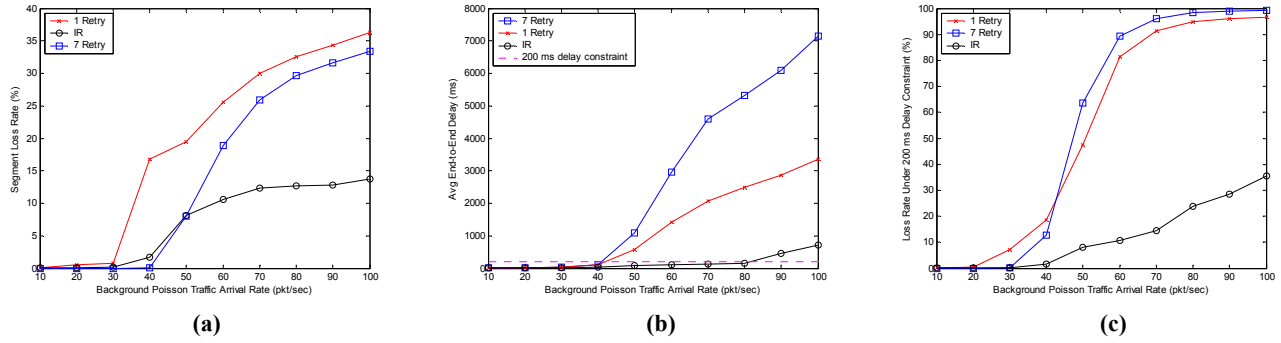 40
35
30
25
20
15
10
5
0
Segment Loss Rate (%)
1 Retry
IR
7 Retry
10 20 30 40 50 60 70 80 90 100
Background Poisson Traffic Arrival Rate (pkt/sec)
(a)
8000
7000
6000
5000
4000
3000
2000
1000
0
Avg End-to-End Delay (ms)
7 Retry
1 Retry
IR
200 ms delay constraint
10 20 30 40 50 60 70 80 90 100
Background Poisson Traffic Arrival Rate (pkt/sec)
(b)
100
90
80
70
60
50
40
30
20
10
0
Loss Rate Under 200 ms Delay Constraint (%)
1 Retry
7 Retry
IR
10 20 30 40 50 60 70 80 90 100
Background Poisson Traffic Arrival Rate (pkt/sec)
(c)